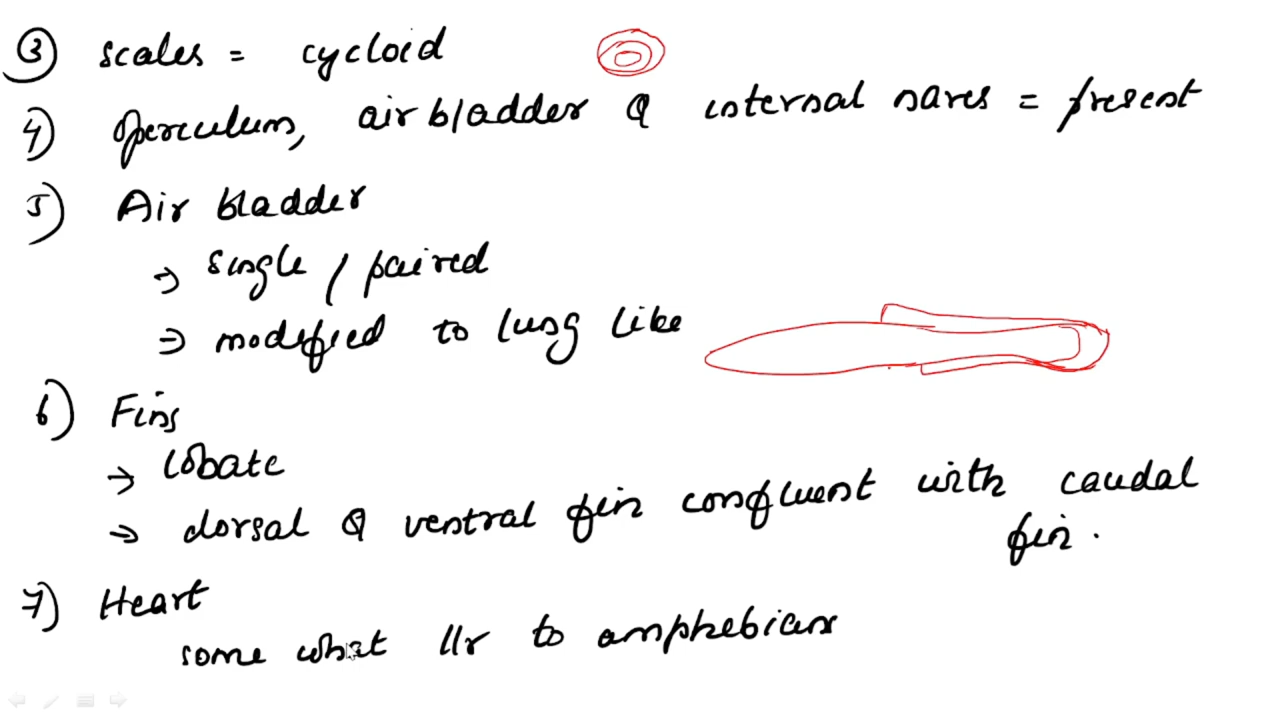 3) scales = cycloid
4) operculum, air bladder & internal nares = present
5) Air bladder
→ single / paired
→ modified to lung like
6) Fins
→ lobate
→ dorsal & ventral fin confluent with caudal
fin.
7) Heart
some what llr to amphebians